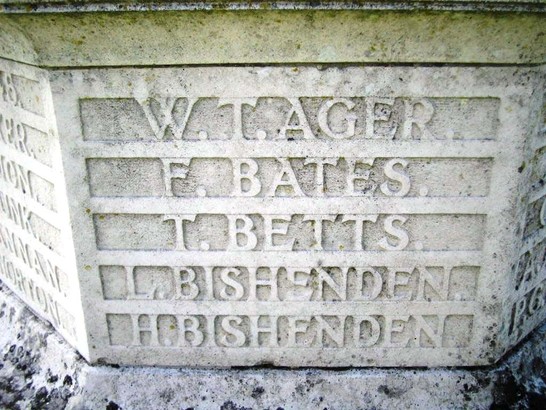 W. T. AGER.
F. BATES.
T. BETTS.
L. BISHENDEN.
H. BISHENDEN